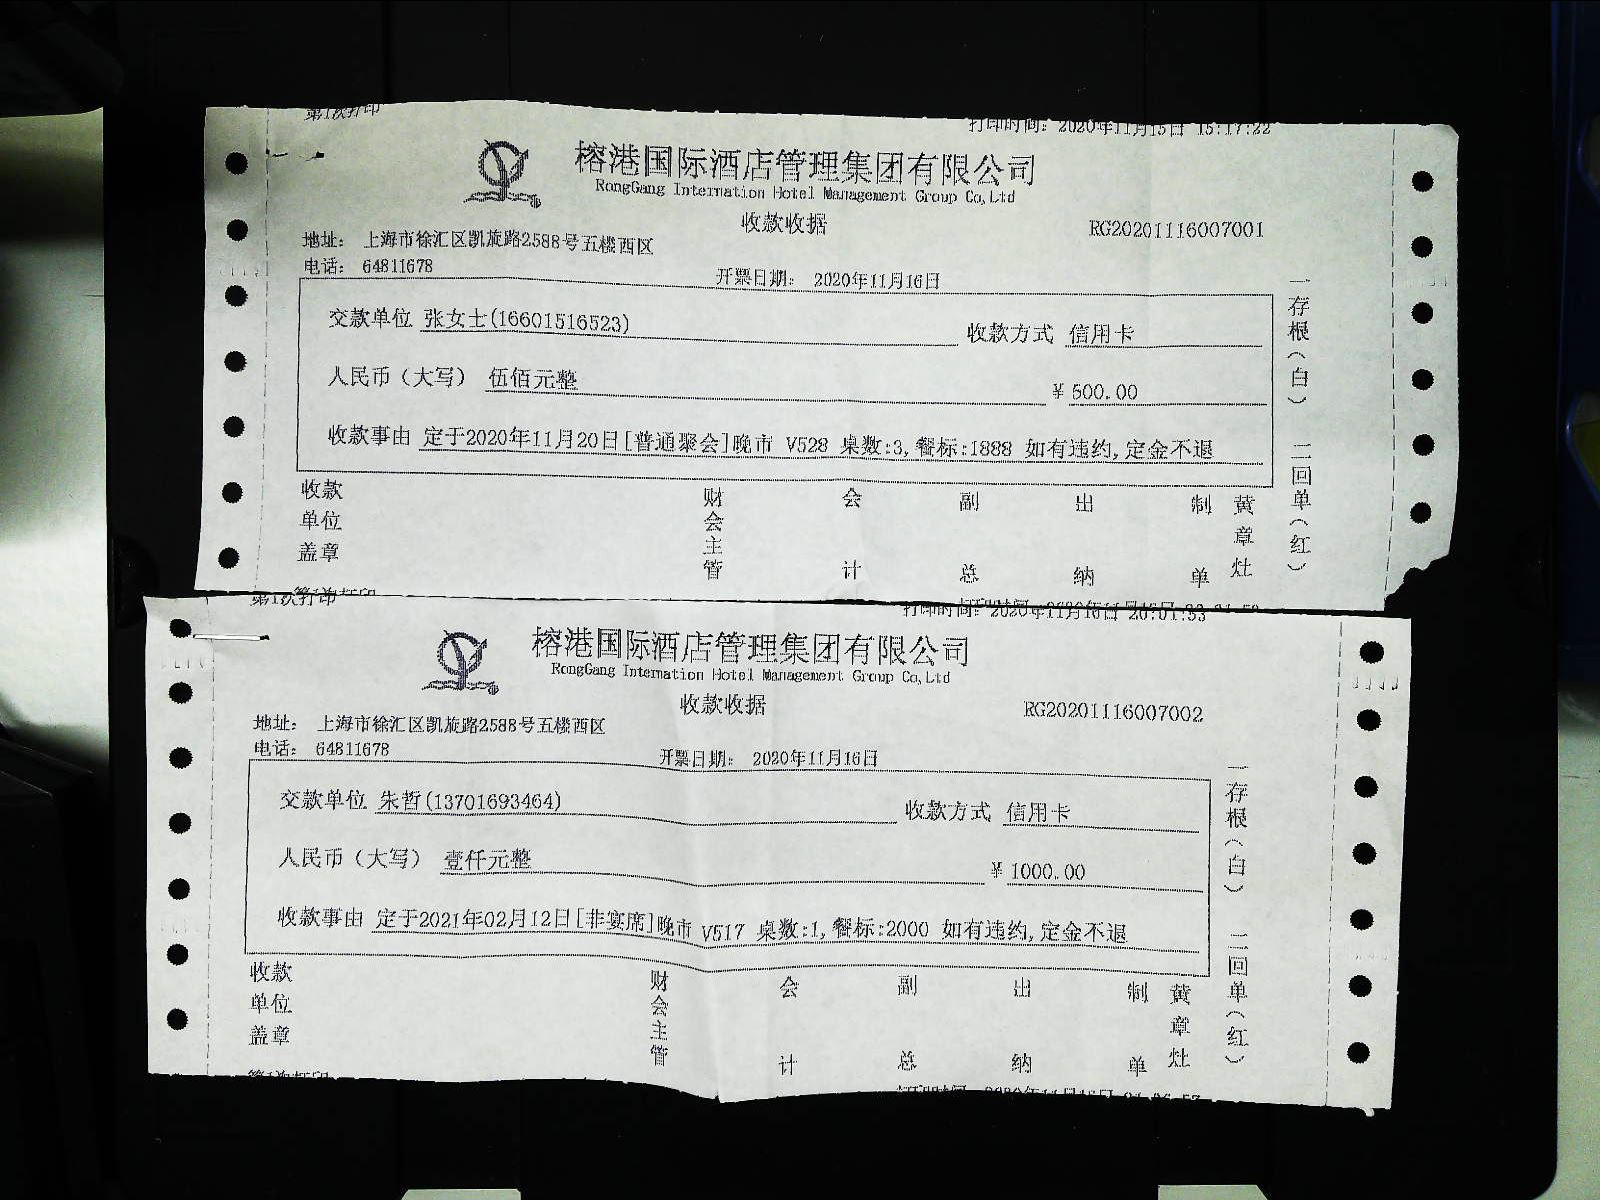 第1次打印
打印时间: 2020年11月15日 15:17:22
榕港国际酒店管理集团有限公司
RongGang Internation Hotel Management Group Co,Ltd
收款收据
RG20201116007001
地址: 上海市徐汇区凯旋路2588号五楼西区
电话: 64811678
开票日期: 2020年11月16日
交款单位 张女士(16601516523)
收款方式 信用卡
人民币(大写) 伍佰元整
¥ 500.00
收款事由 定于2020年11月20日[普通聚会]晚市 V528 桌数:3,餐标:1888 如有违约,定金不退
收款单位盖章
财会主管
会计
副总
出纳
制单
黄章灶
一存根(白) 二回单(红)
第1次打印
榕港国际酒店管理集团有限公司
RongGang Internation Hotel Management Group Co,Ltd
收款收据
RG20201116007002
地址: 上海市徐汇区凯旋路2588号五楼西区
电话: 64811678
开票日期: 2020年11月16日
交款单位 朱哲(13701693464)
收款方式 信用卡
人民币(大写) 壹仟元整
¥ 1000.00
收款事由 定于2021年02月12日[非宴席]晚市 V517 桌数:1,餐标:2000 如有违约,定金不退
收款单位盖章
财会主管
会计
副总
出纳
制单
黄章灶
一存根(白) 二回单(红)